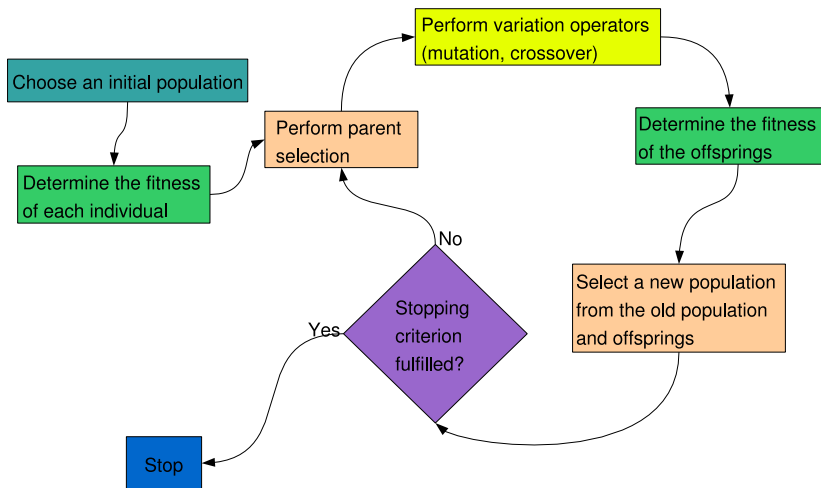 Choose an initial population
Determine the fitness
of each individual
Perform parent
selection
Perform variation operators
(mutation, crossover)
Determine the fitness
of the offsprings
Select a new population
from the old population
and offsprings
Stopping
criterion
fulfilled?
No
Yes
Stop